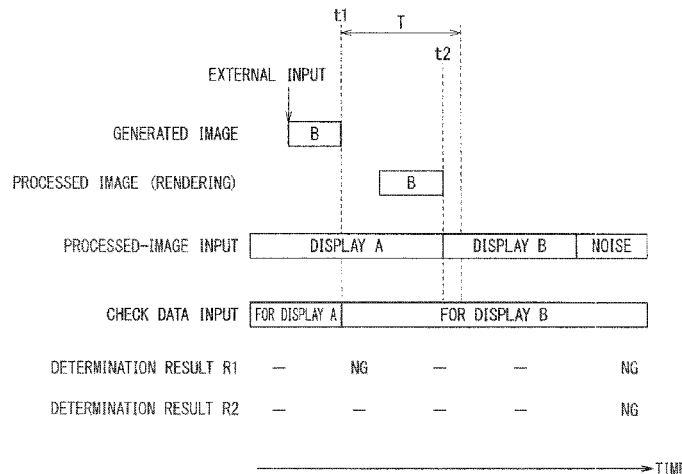 t1
T
t2
EXTERNAL INPUT
GENERATED IMAGE B
PROCESSED IMAGE (RENDERING) B
PROCESSED-IMAGE INPUT DISPLAY A DISPLAY B NOISE
CHECK DATA INPUT FOR DISPLAY A FOR DISPLAY B
DETERMINATION RESULT R1 — NG — — NG
DETERMINATION RESULT R2 — — — — NG
TIME